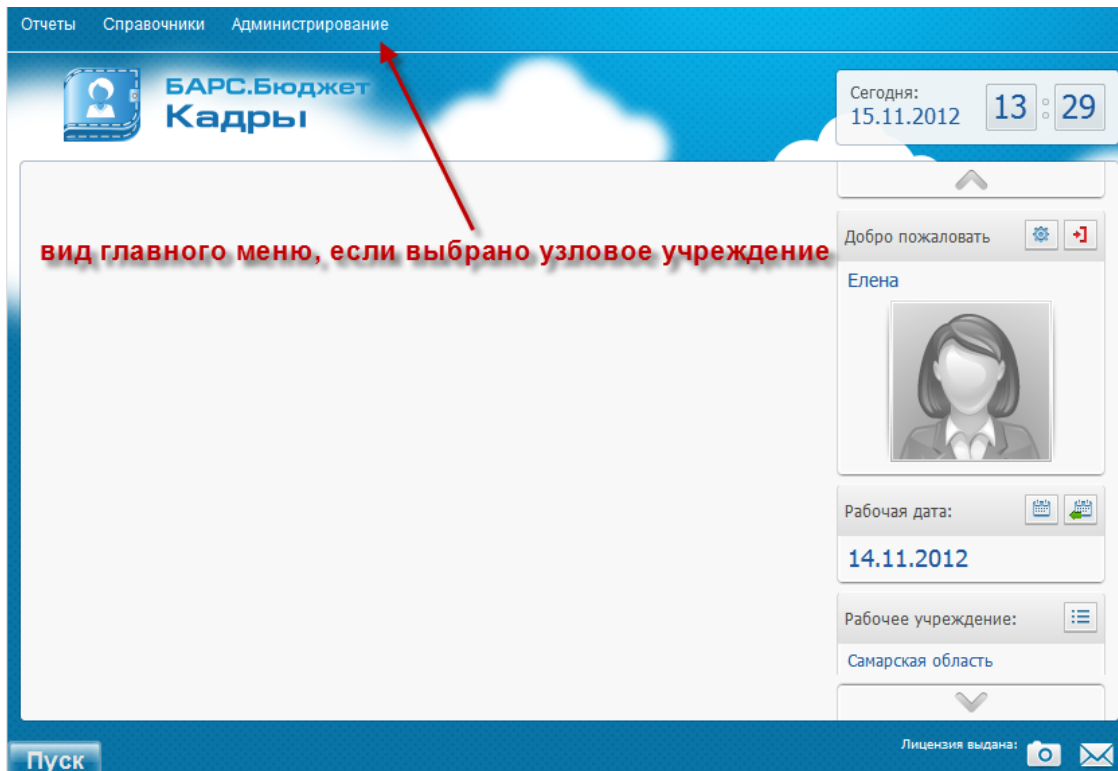 Отчеты Справочники Администрирование
БАРС.Бюджет
Кадры
Сегодня:
15.11.2012
13 : 29
вид главного меню, если выбрано узловое учреждение
Добро пожаловать
Елена
Рабочая дата:
14.11.2012
Рабочее учреждение:
Самарская область
Лицензия выдана:
Пуск